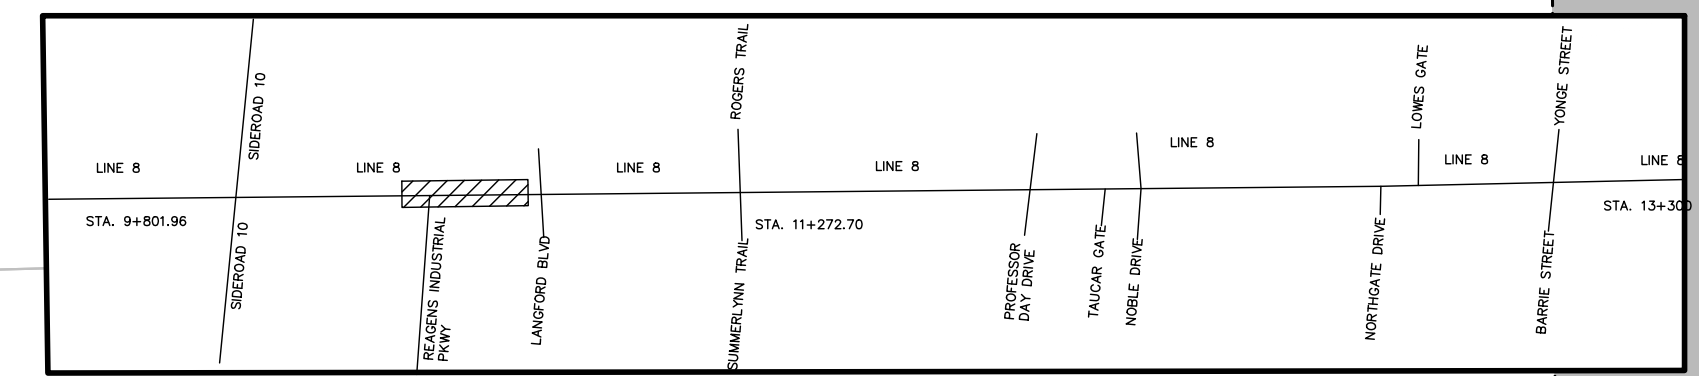 SIDEROAD 10
ROGERS TRAIL
LOWES GATE
YONGE STREET
LINE 8
LINE 8
LINE 8
LINE 8
LINE 8
LINE 8
LINE 8
STA. 9+801.96
STA. 11+272.70
STA. 13+300
SIDEROAD 10
REAGENS INDUSTRIAL
PKWY
LANGFORD BLVD
SUMMERLYNN TRAIL
PROFESSOR
DAY DRIVE
TAUCAR GATE
NOBLE DRIVE
NORTHGATE DRIVE
BARRIE STREET